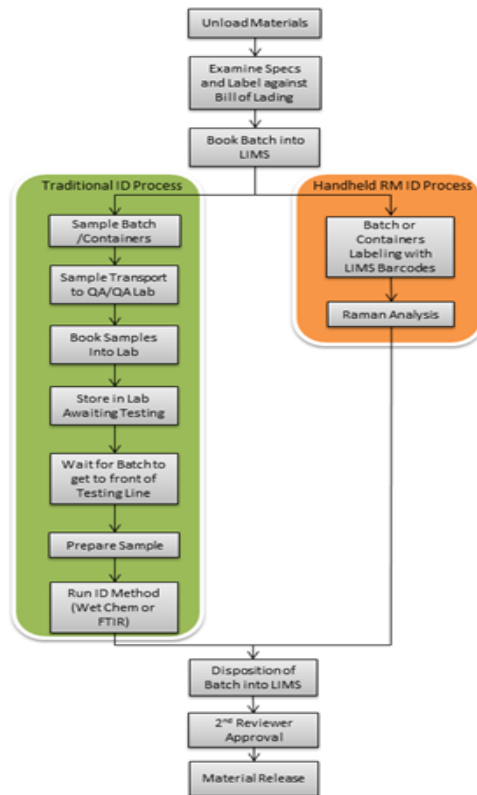 Unload Materials
Examine Specs
and Label against
Bill of Lading
Book Batch into
LIMS
Traditional ID Process
Sample Batch
/Containers
Sample Transport
to QA/QA Lab
Book Samples
Into Lab
Store in Lab
Awaiting Testing
Wait for Batch to
get to front of
Testing Line
Prepare Sample
Run ID Method
(Wet Chem or
FTIR)
Handheld RM ID Process
Batch or
Containers
Labeling with
LIMS Barcodes
Raman Analysis
Disposition of
Batch into LIMS
2nd Reviewer
Approval
Material Release